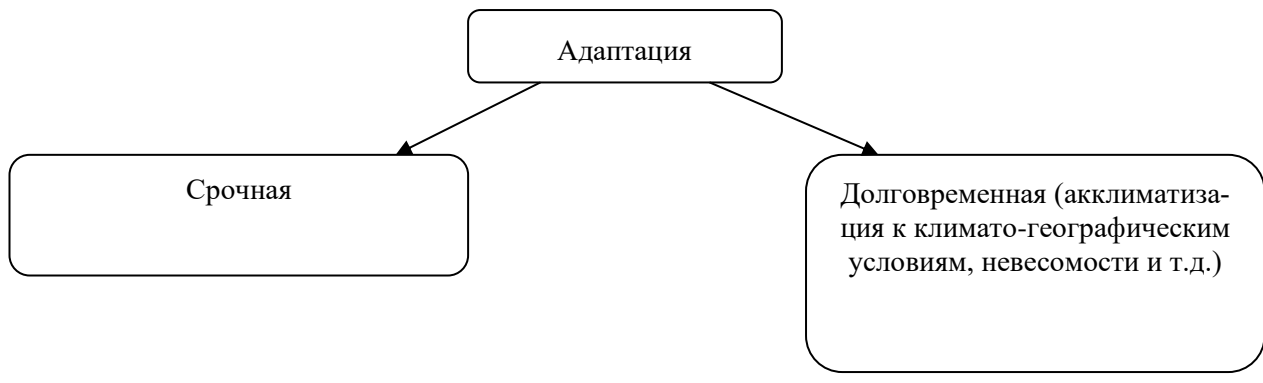 Адаптация
Срочная
Долговременная (акклиматиза-
ция к климато-географическим
условиям, невесомости и т.д.)